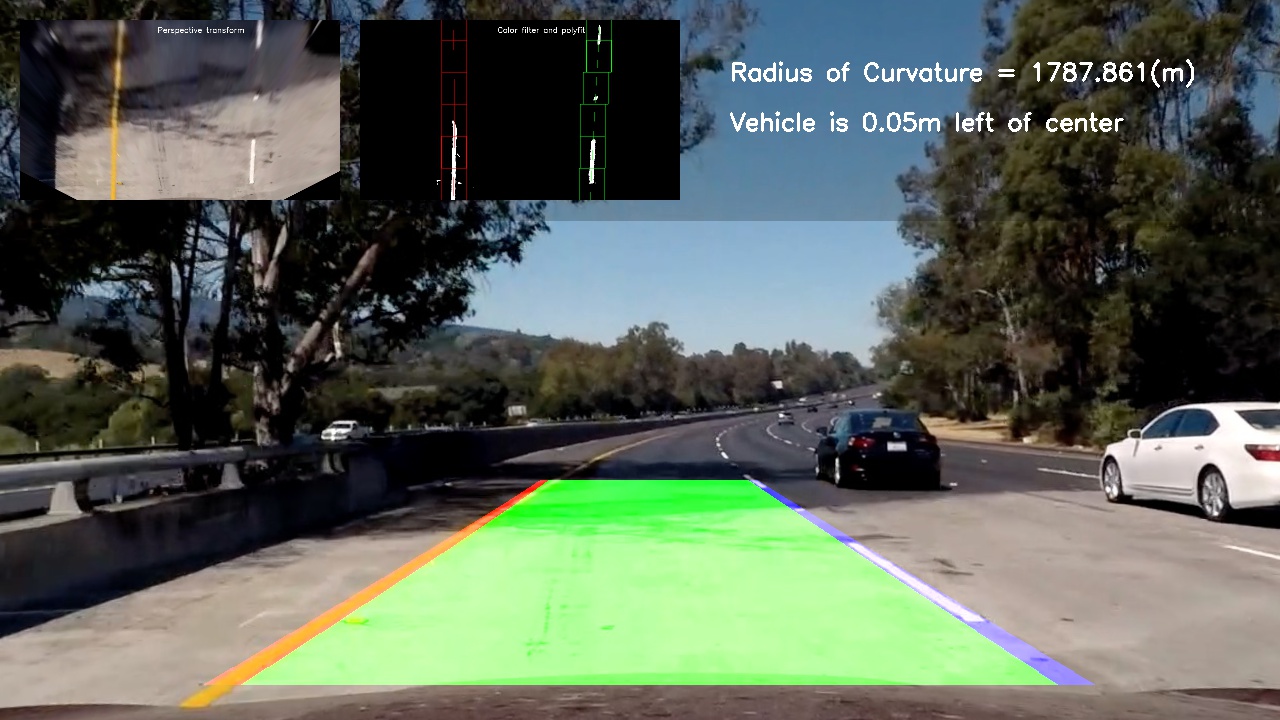 Perspective transform
Color filter and polyfit
Radius of Curvature = 1787.861(m)
Vehicle is 0.05m left of center